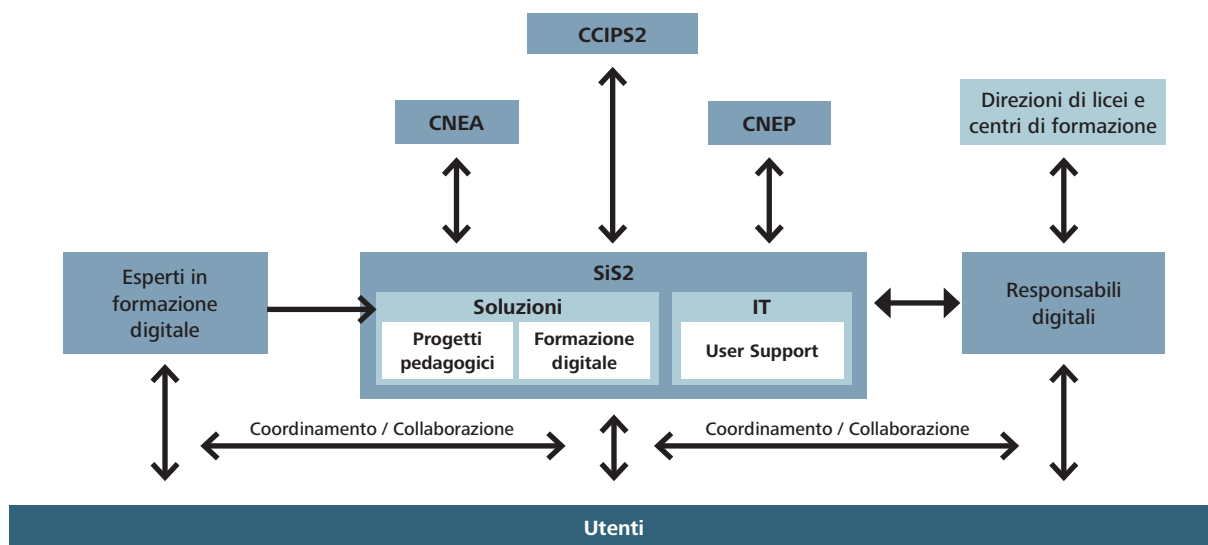 CCIPS2
CNEA
CNEP
Direzioni di licei e
centri di formazione
Esperti in
formazione
digitale
SiS2
Soluzioni
Progetti
pedagogici
Formazione
digitale
IT
User Support
Responsabili
digitali
Coordinamento / Collaborazione
Coordinamento / Collaborazione
Utenti